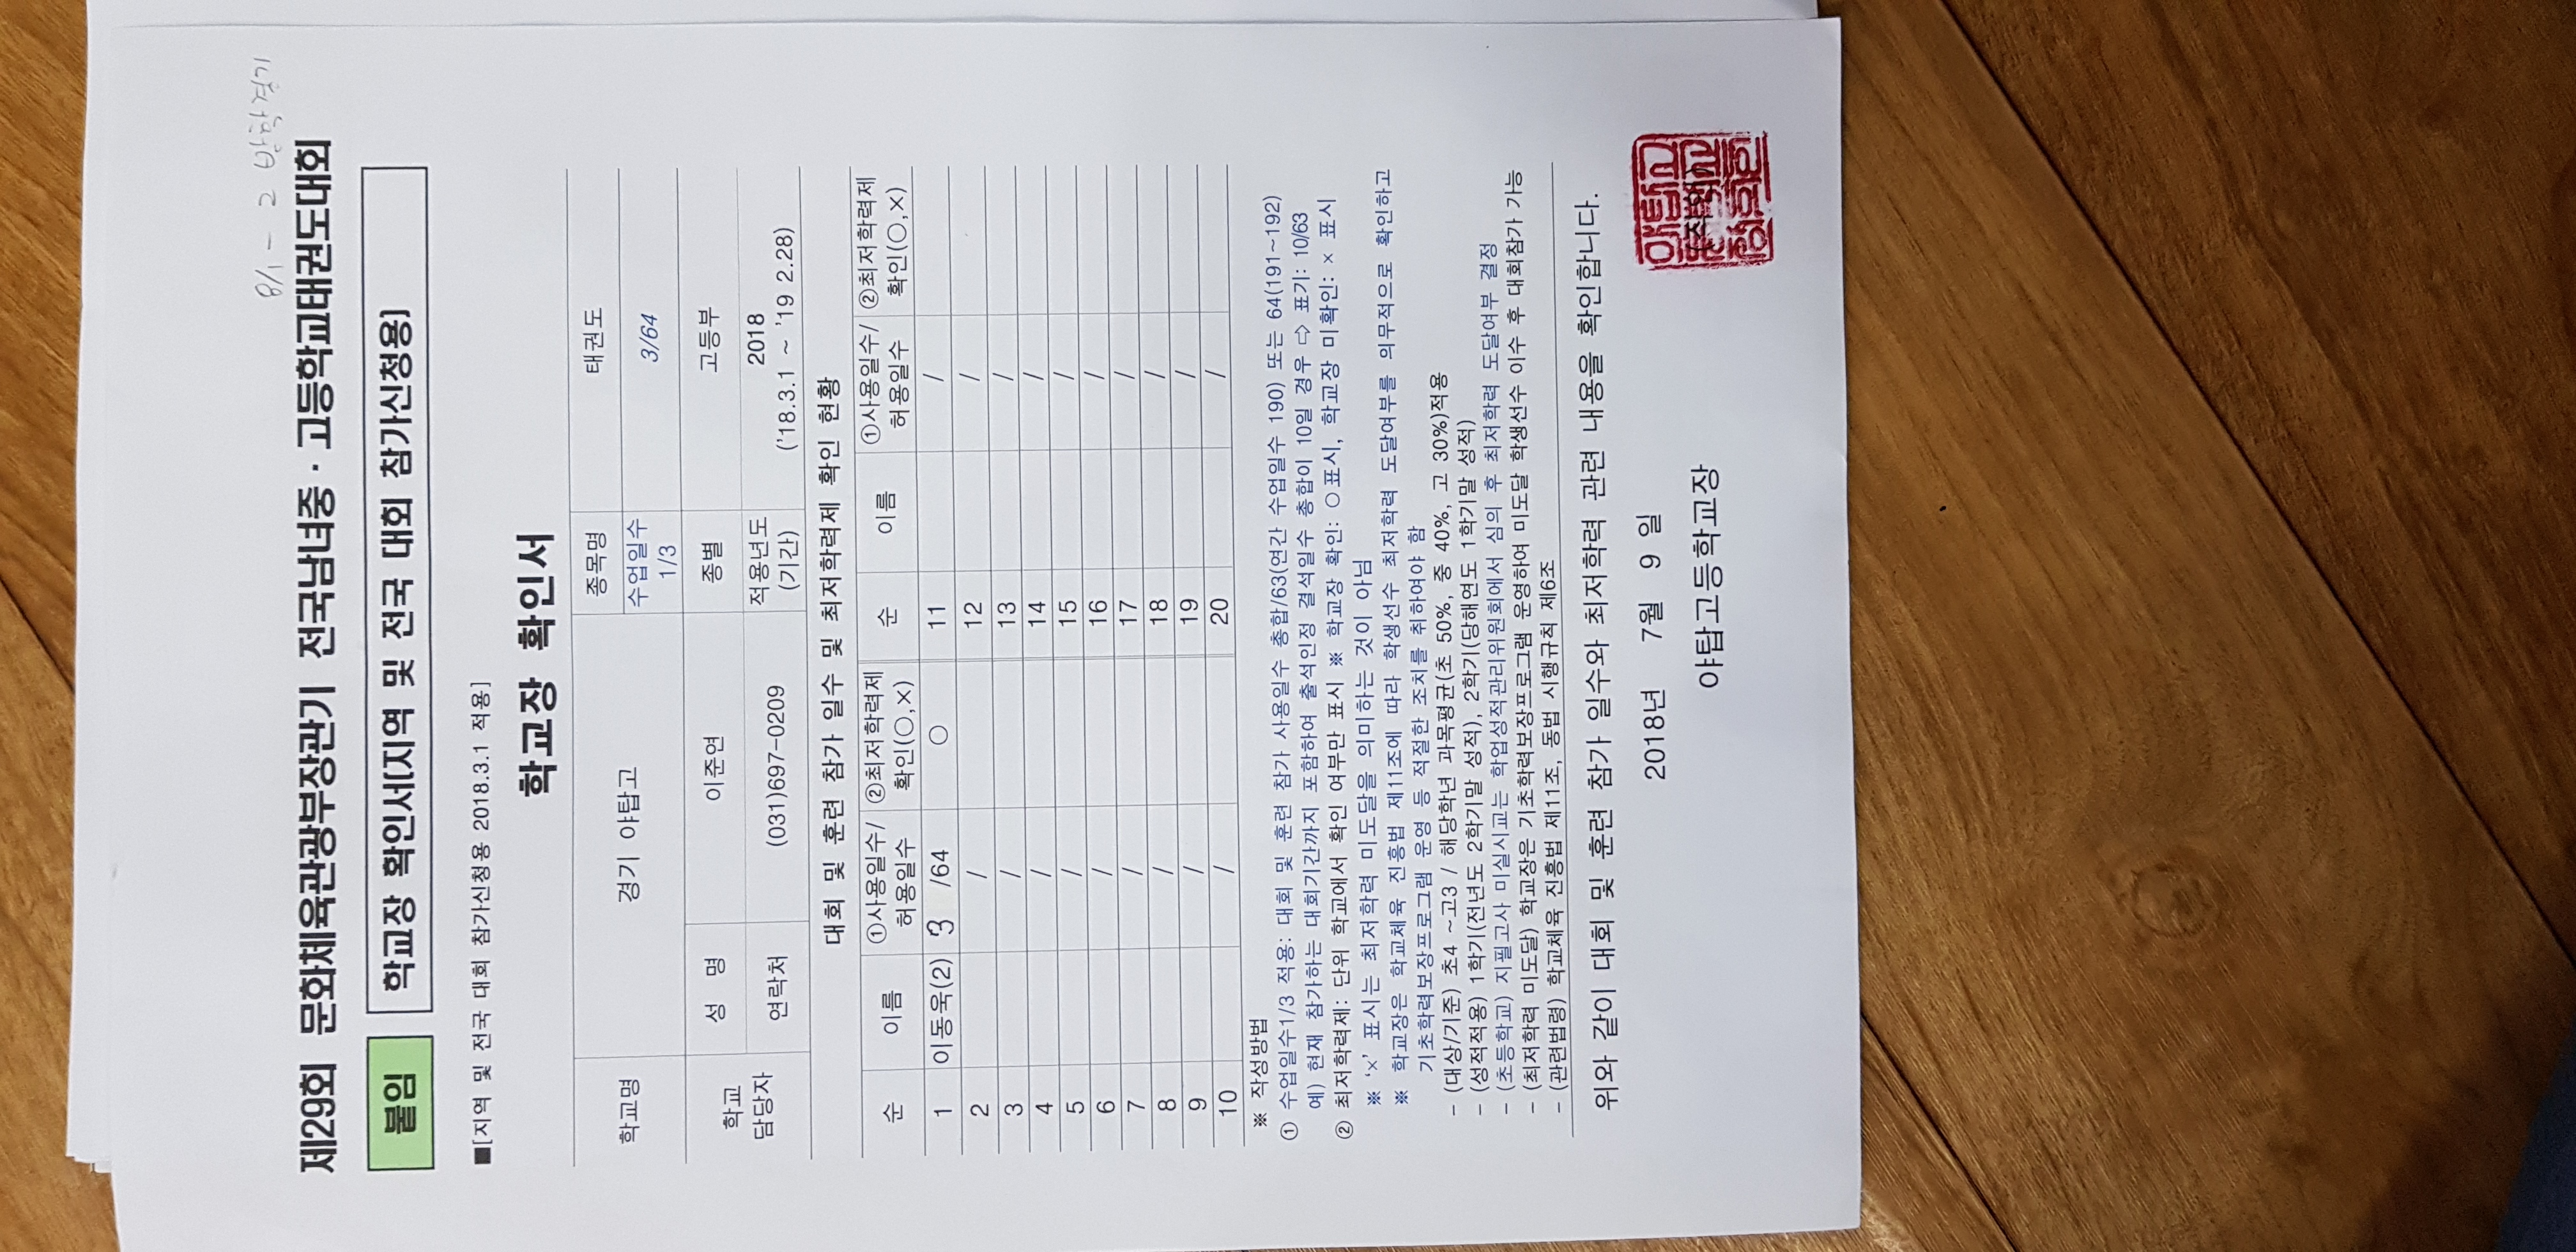 8/1 - 2 방학경기
제29회 문화체육관광부장관기 전국남녀중·고등학교태권도대회
붙임 학교장 확인서[지역 및 전국 대회 참가신청용]
■[지역 및 전국 대회 참가신청용 2018.3.1 적용]
학교장 확인서
학교명 경기 야탑고 종목명 태권도
수업일수 1/3 3/64
학교 담당자 성 명 이준연 종별 고등부
연락처 (031)697-0209 적용년도 (기간) 2018 ('18.3.1 ~ '19 2.28)
대회 및 훈련 참가 일수 및 최저학력제 확인 현황
순 이름 ①사용일수/허용일수 ②최저학력제 확인(○,×) 순 이름 ①사용일수/허용일수 ②최저학력제 확인(○,×)
1 이동욱(2) 3 /64 ○ 11 /
2 / 12 /
3 / 13 /
4 / 14 /
5 / 15 /
6 / 16 /
7 / 17 /
8 / 18 /
9 / 19 /
10 / 20 /
※ 작성방법
① 수업일수1/3 적용: 대회 및 훈련 참가 사용일수 총합/63(연간 수업일수 190) 또는 64(191~192)
예) 현재 참가하는 대회기간까지 포함하여 출석인정 결석일수 총합이 10일 경우 ⇨ 표기: 10/63
② 최저학력제: 단위 학교에서 확인 여부만 표시 ※ 학교장 확인: ○표시, 학교장 미확인: × 표시
※ '×' 표시는 최저학력 미도달을 의미하는 것이 아님
※ 학교장은 학교체육 진흥법 제11조에 따라 학생선수 최저학력 도달여부를 의무적으로 확인하고
기초학력보장프로그램 운영 등 적절한 조치를 취하여야 함
- (대상/기준) 초4 ~고3 / 해당학년 과목평균(초 50%, 중 40%, 고 30%)적용
- (성적적용) 1학기(전년도 2학기말 성적), 2학기(당해연도 1학기말 성적)
- (초등학교) 지필고사 미실시교는 학업성적관리위원회에서 심의 후 최저학력 도달여부 결정
- (최저학력 미도달) 학교장은 기초학력보장프로그램 운영하여 미도달 학생선수 이수 후 대회참가 가능
- (관련법령) 학교체육 진흥법 제11조, 동법 시행규칙 제6조
위와 같이 대회 및 훈련 참가 일수와 최저학력 관련 내용을 확인합니다.
2018년 7월 9 일
야탑고등학교장 (직인)